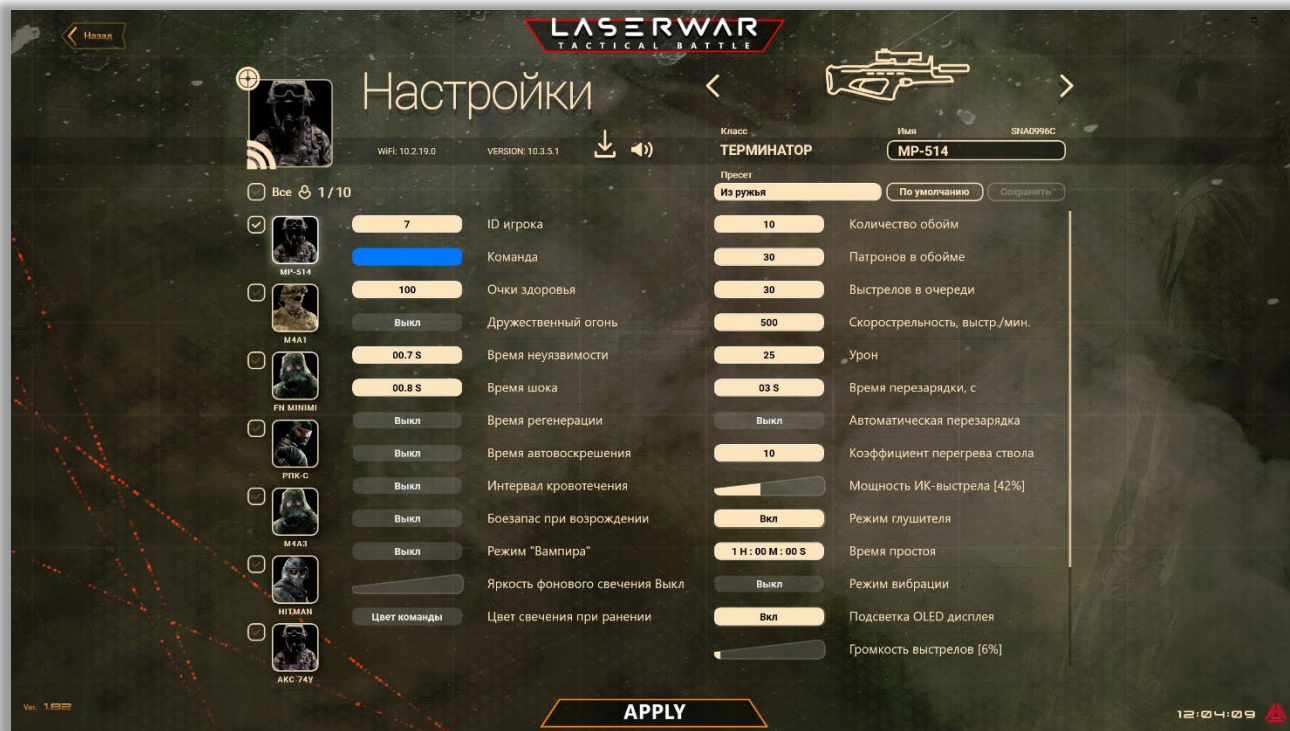 Назад
LASERWAR
TACTICAL BATTLE
Настройки
WiFi: 10.2.19.0
VERSION: 10.3.5.1
Класс
ТЕРМИНАТОР
Имя
SNA0996C
MP-514
Пресет
Из ружья
По умолчанию
Сохранить
Все 1 / 10
MP-514
M4A1
FN MINIMI
РПК-С
M4A3
HITMAN
АКС 74У
7 ID игрока
Команда
100 Очки здоровья
Выкл Дружественный огонь
00.7 S Время неуязвимости
00.8 S Время шока
Выкл Время регенерации
Выкл Время автовоскрешения
Выкл Интервал кровотечения
Выкл Боезапас при возрождении
Выкл Режим "Вампира"
Яркость фонового свечения Выкл
Цвет команды Цвет свечения при ранении
10 Количество обойм
30 Патронов в обойме
30 Выстрелов в очереди
500 Скорострельность, выстр./мин.
25 Урон
03 S Время перезарядки, с
Выкл Автоматическая перезарядка
10 Коэффициент перегрева ствола
Мощность ИК-выстрела [42%]
Вкл Режим глушителя
1 H : 00 M : 00 S Время простоя
Выкл Режим вибрации
Вкл Подсветка OLED дисплея
Громкость выстрелов [6%]
Ver. 1.82
APPLY
12:04:09